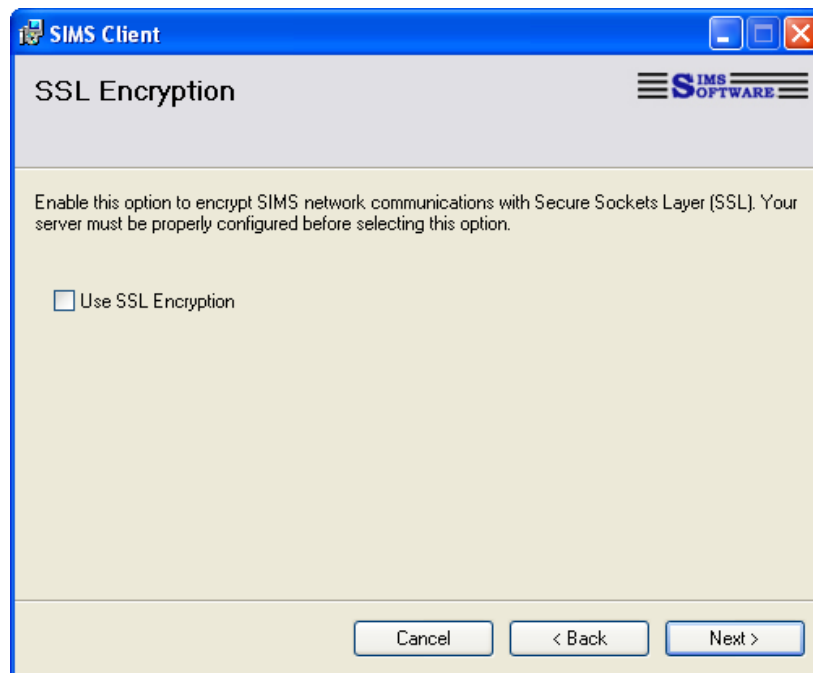 SIMS Client
SSL Encryption
SIMS
SOFTWARE
Enable this option to encrypt SIMS network communications with Secure Sockets Layer (SSL). Your
server must be properly configured before selecting this option.
Use SSL Encryption
Cancel
< Back
Next >